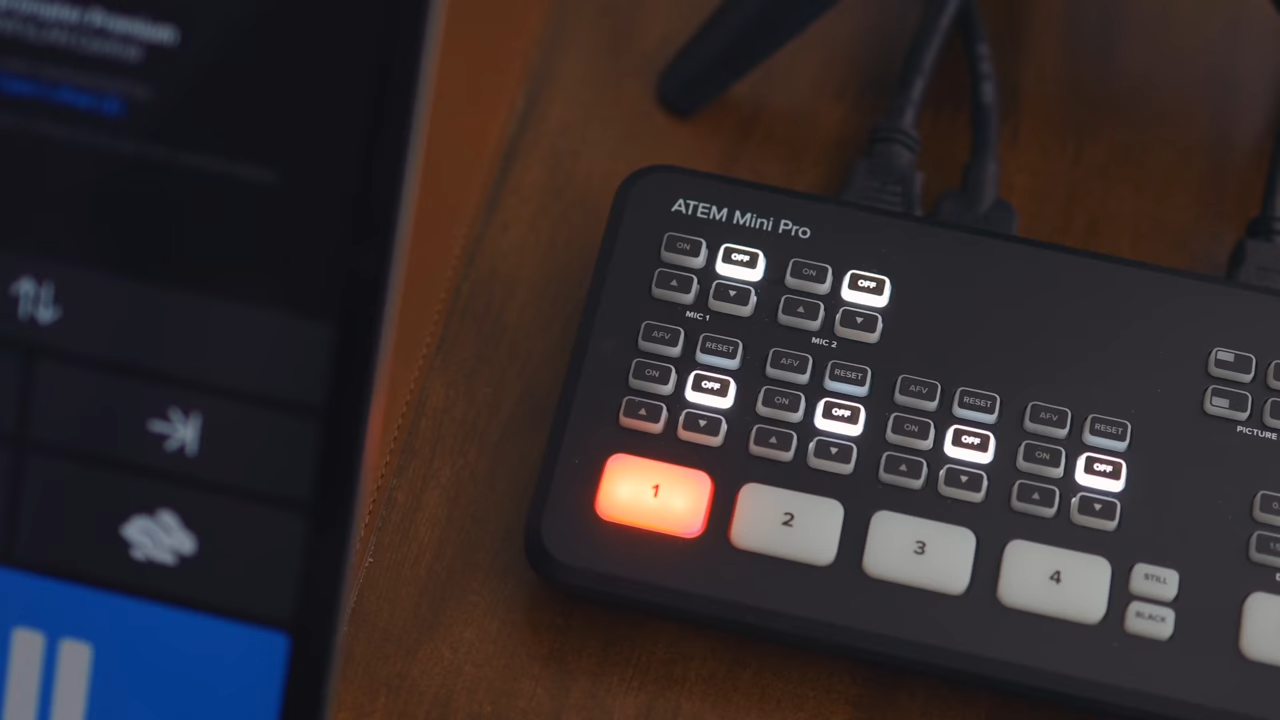 Premium
ATEM Mini Pro
ON OFF ON OFF
MIC 1 MIC 2
AFV RESET AFV RESET AFV RESET AFV RESET
ON OFF ON OFF ON OFF ON OFF
1 2 3 4
STILL
BLACK
PICTURE